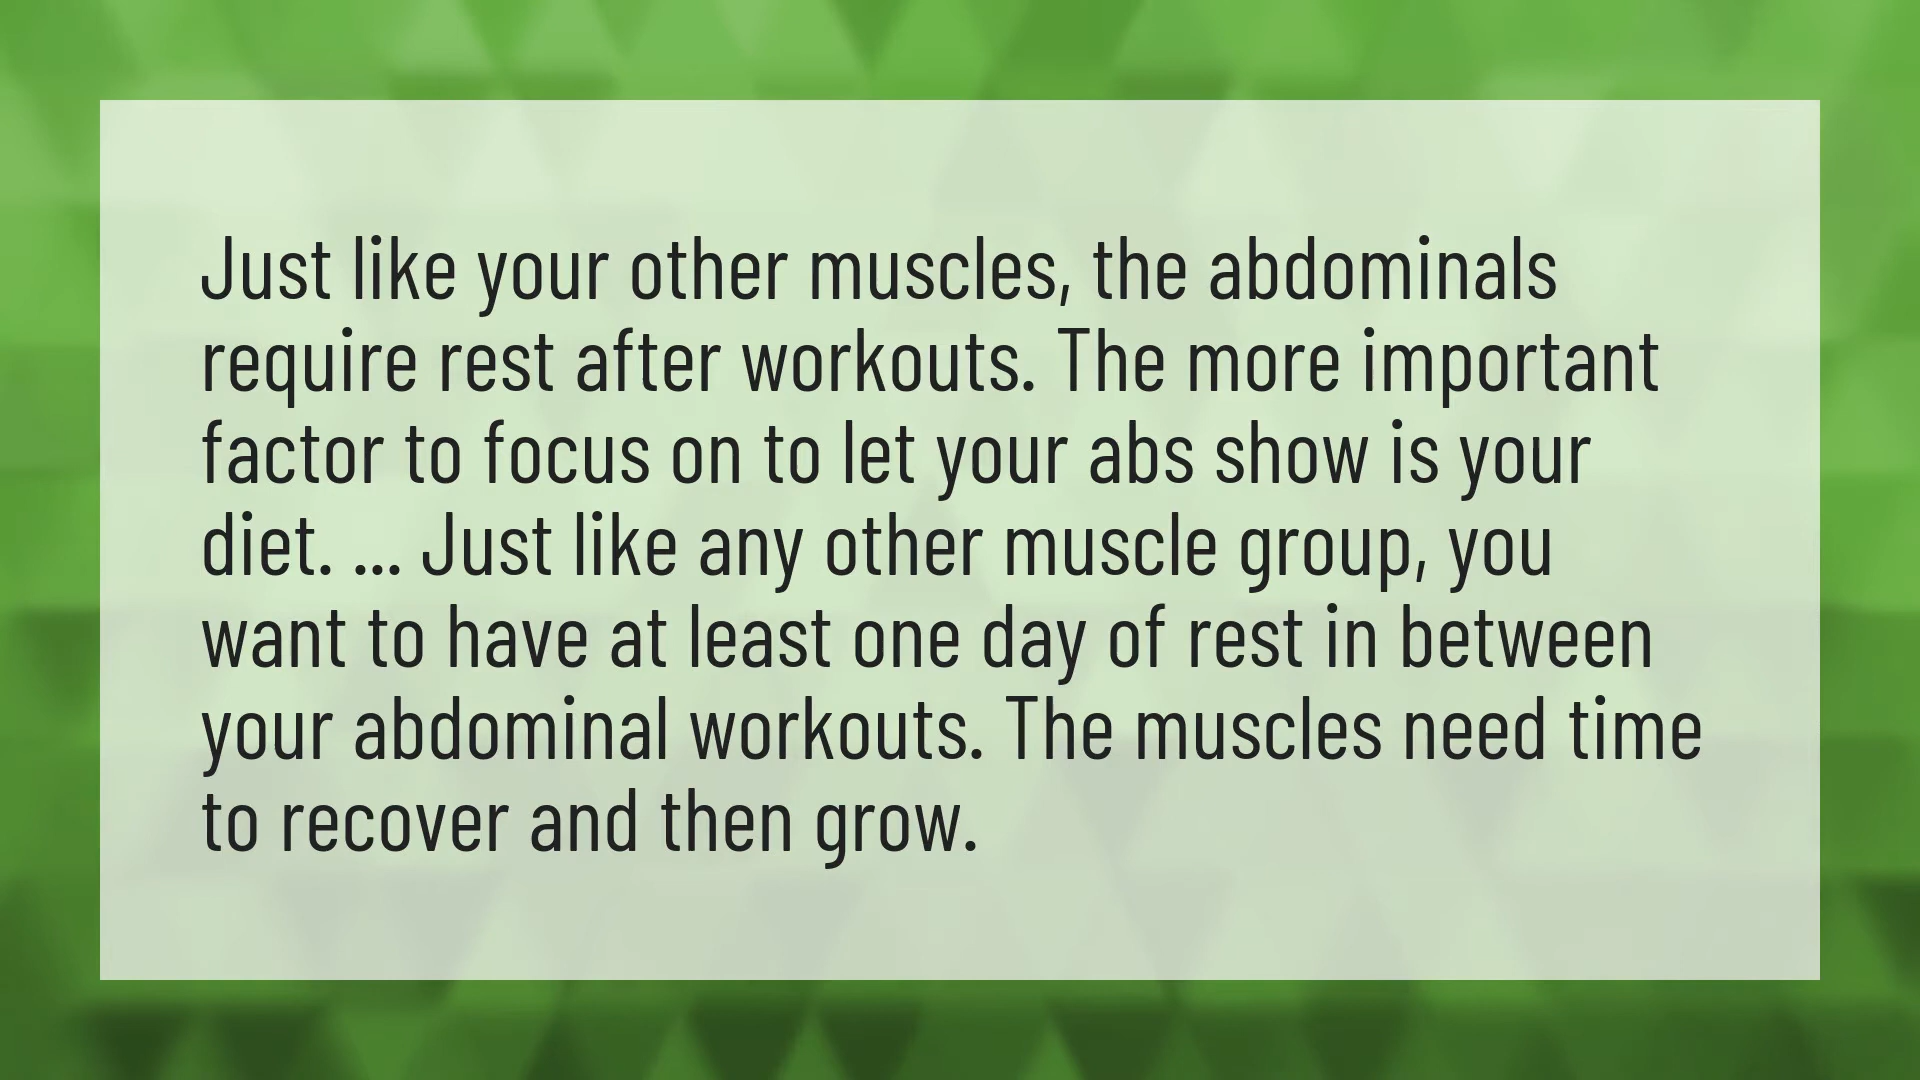 Just like your other muscles, the abdominals
require rest after workouts. The more important
factor to focus on to let your abs show is your
diet. ... Just like any other muscle group, you
want to have at least one day of rest in between
your abdominal workouts. The muscles need time
to recover and then grow.